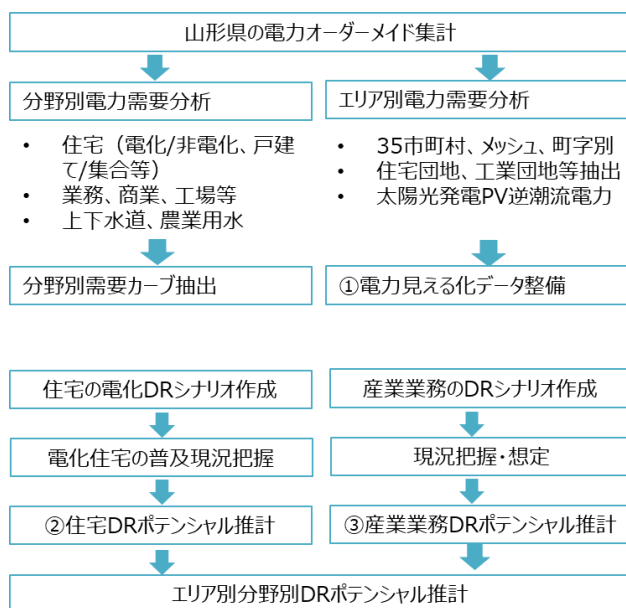 山形県の電力オーダーメイド集計
分野別電力需要分析
エリア別電力需要分析
• 住宅（電化/非電化、戸建
て/集合等）
• 業務、商業、工場等
• 上下水道、農業用水
• 35市町村、メッシュ、町字別
• 住宅団地、工業団地等抽出
• 太陽光発電PV逆潮流電力
分野別需要カーブ抽出
①電力見える化データ整備
住宅の電化DRシナリオ作成
産業業務のDRシナリオ作成
電化住宅の普及現況把握
現況把握・想定
②住宅DRポテンシャル推計
③産業業務DRポテンシャル推計
エリア別分野別DRポテンシャル推計